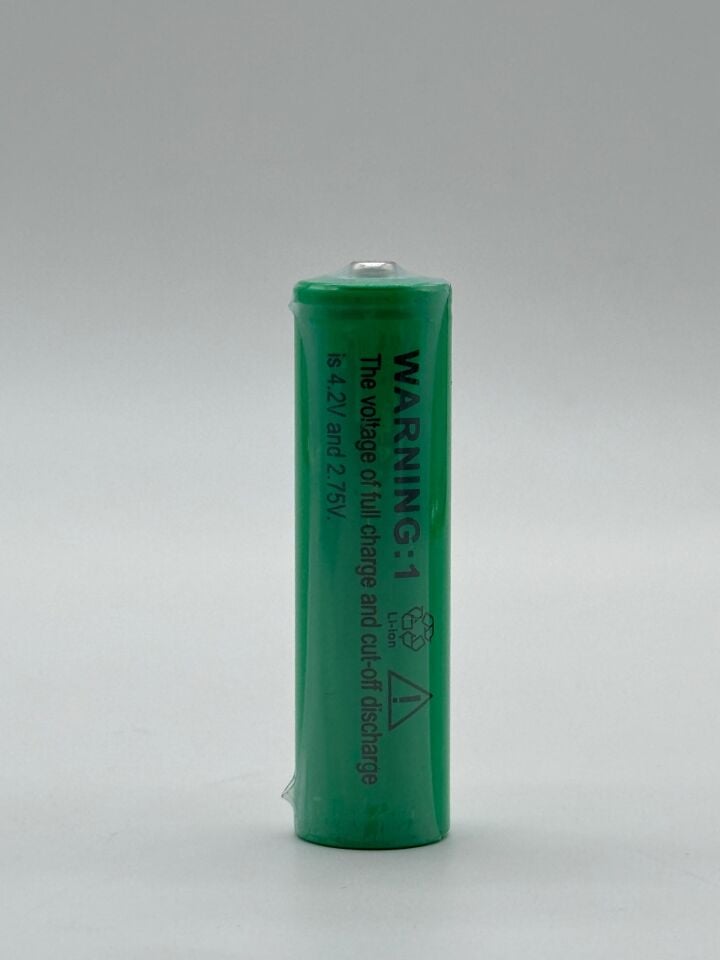 WARNING:1
Li-ion
The voltage of full charge and cut-off discharge
is 4.2V and 2.75V.